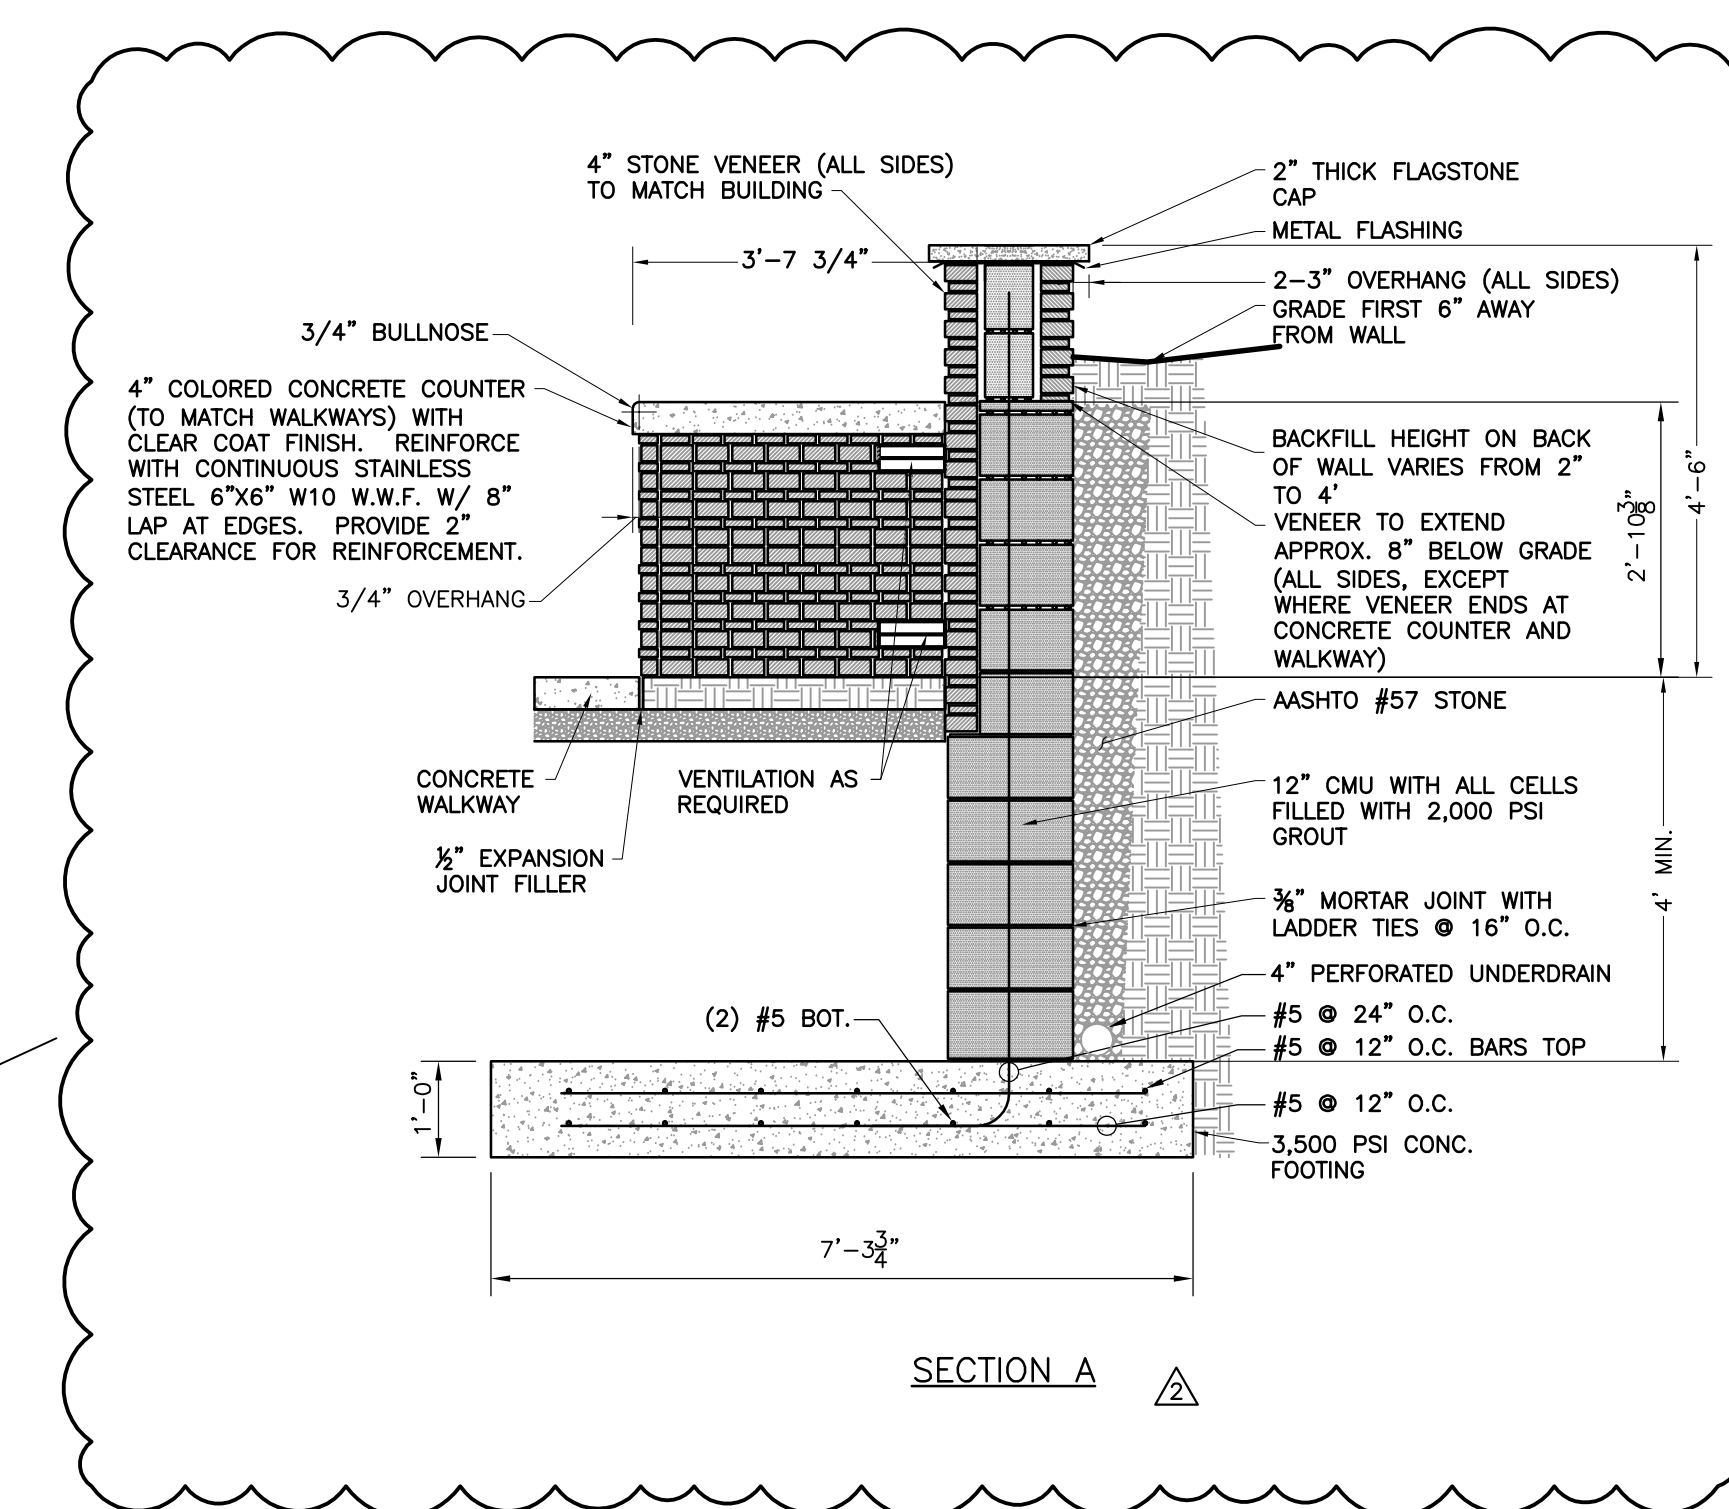 4” STONE VENEER (ALL SIDES)
TO MATCH BUILDING
2” THICK FLAGSTONE
CAP
METAL FLASHING
3’-7 3/4”
2-3” OVERHANG (ALL SIDES)
GRADE FIRST 6” AWAY
FROM WALL
3/4” BULLNOSE
4” COLORED CONCRETE COUNTER
(TO MATCH WALKWAYS) WITH
CLEAR COAT FINISH. REINFORCE
WITH CONTINUOUS STAINLESS
STEEL 6”X6” W10 W.W.F. W/ 8”
LAP AT EDGES. PROVIDE 2”
CLEARANCE FOR REINFORCEMENT.
3/4” OVERHANG
BACKFILL HEIGHT ON BACK
OF WALL VARIES FROM 2”
TO 4’
VENEER TO EXTEND
APPROX. 8” BELOW GRADE
(ALL SIDES, EXCEPT
WHERE VENEER ENDS AT
CONCRETE COUNTER AND
WALKWAY)
2’-10 3/8”
4’-6”
AASHTO #57 STONE
CONCRETE
WALKWAY
VENTILATION AS
REQUIRED
12” CMU WITH ALL CELLS
FILLED WITH 2,000 PSI
GROUT
½” EXPANSION
JOINT FILLER
4’ MIN.
⅜” MORTAR JOINT WITH
LADDER TIES @ 16” O.C.
4” PERFORATED UNDERDRAIN
(2) #5 BOT.
#5 @ 24” O.C.
#5 @ 12” O.C. BARS TOP
1’-0”
#5 @ 12” O.C.
3,500 PSI CONC.
FOOTING
7’-3¾”
SECTION A
2